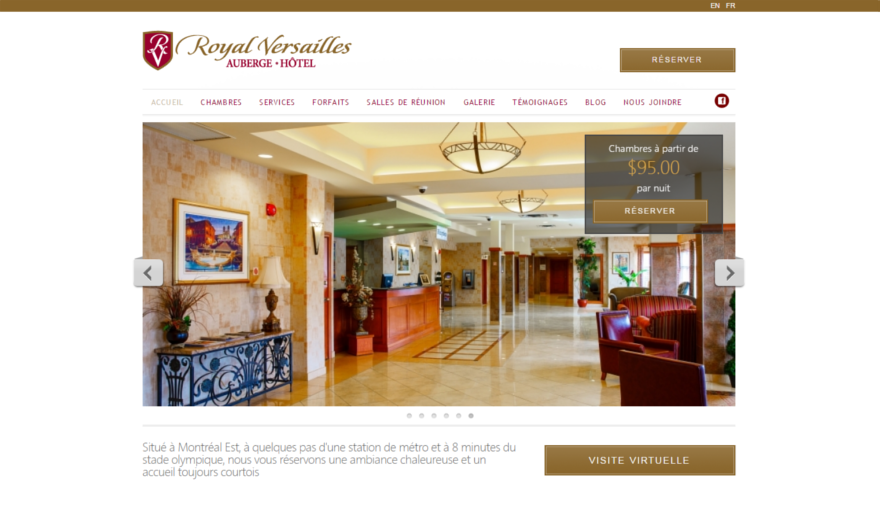 EN FR
RV
Royal Versailles
AUBERGE • HÔTEL
RÉSERVER
ACCUEIL CHAMBRES SERVICES FORFAITS SALLES DE RÉUNION GALERIE TÉMOIGNAGES BLOG NOUS JOINDRE
Chambres à partir de
$95.00
par nuit
RÉSERVER
Situé à Montréal Est, à quelques pas d'une station de métro et à 8 minutes du
stade olympique, nous vous réservons une ambiance chaleureuse et un
accueil toujours courtois
VISITE VIRTUELLE